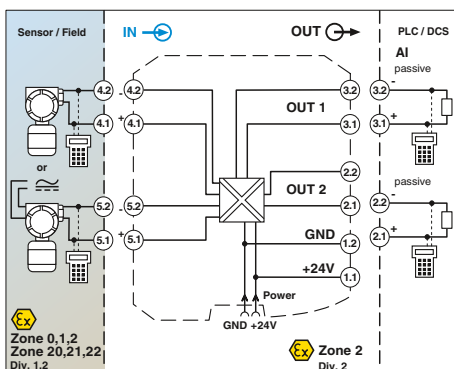 Sensor / Field
IN
OUT
PLC / DCS
AI
passive
4.2 4.2 - 3.2 3.2 -
OUT 1
4.1 + 4.1 3.1 3.1 +
or
2.2
passive
5.2 - 5.2 OUT 2 2.1 2.2 -
GND
5.1 + 5.1 1.2 2.1 +
+24V
1.1
Power
GND +24V
Ex
Zone 0,1,2
Zone 20,21,22
Div. 1,2
Ex Zone 2
Div. 2